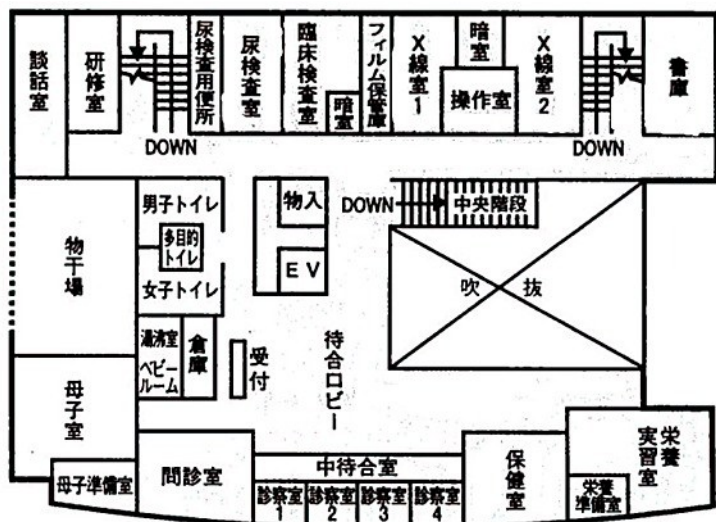 談話室
研修室
DOWN
尿検査用便所
尿検査室
臨床検査室
暗室
フィルム保管庫
X線室1
暗室
操作室
X線室2
DOWN
書庫
物干場
男子トイレ
多目的
トイレ
女子トイレ
物入
EV
DOWN
中央階段
吹抜
湯沸室
ベビー
ルーム
倉庫
受付
待合ロビー
母子室
母子準備室
問診室
中待合室
診察室
1
診察室
2
診察室
3
診察室
4
保健室
栄養
実習室
栄養
準備室